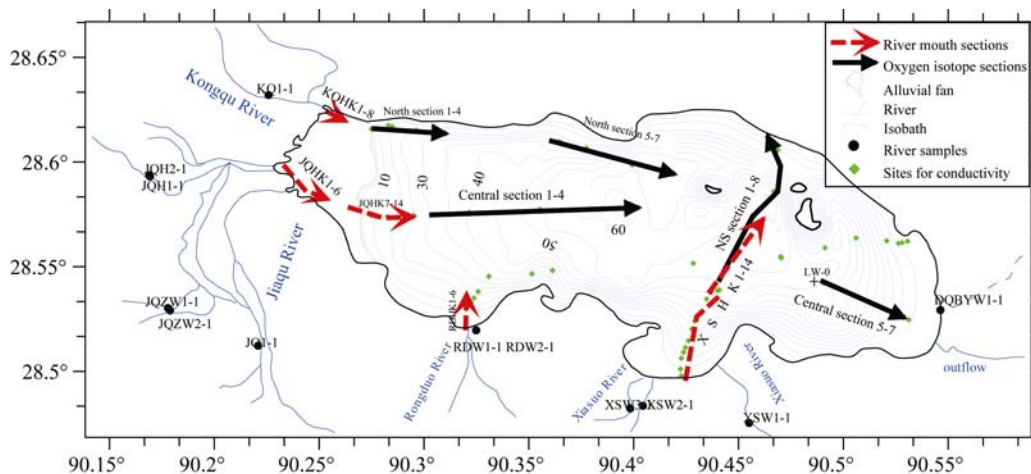 28.65°
28.6°
28.55°
28.5°
90.15°
90.2°
90.25°
90.3°
90.35°
90.4°
90.45°
90.5°
90.55°
River mouth sections
Oxygen isotope sections
Alluvial fan
River
Isobath
River samples
Sites for conductivity
Kongqu River
KQ1-1
KQHK1-8
North section 1-4
North section 5-7
JQH2-1
JQH1-1
JQHK1-6
JQHK7-14
10
30
40
50
60
Central section 1-4
NS section 1-8
X S H K 1-14
LW-0
Central section 5-7
DQBYW1-1
outflow
Jiaqu River
JQZW1-1
JQZW2-1
JQ1-1
RDW1-1 RDW2-1
Rongduo River
Xiasuo River
Xiasuo River
XSW2-1
XSW1-1